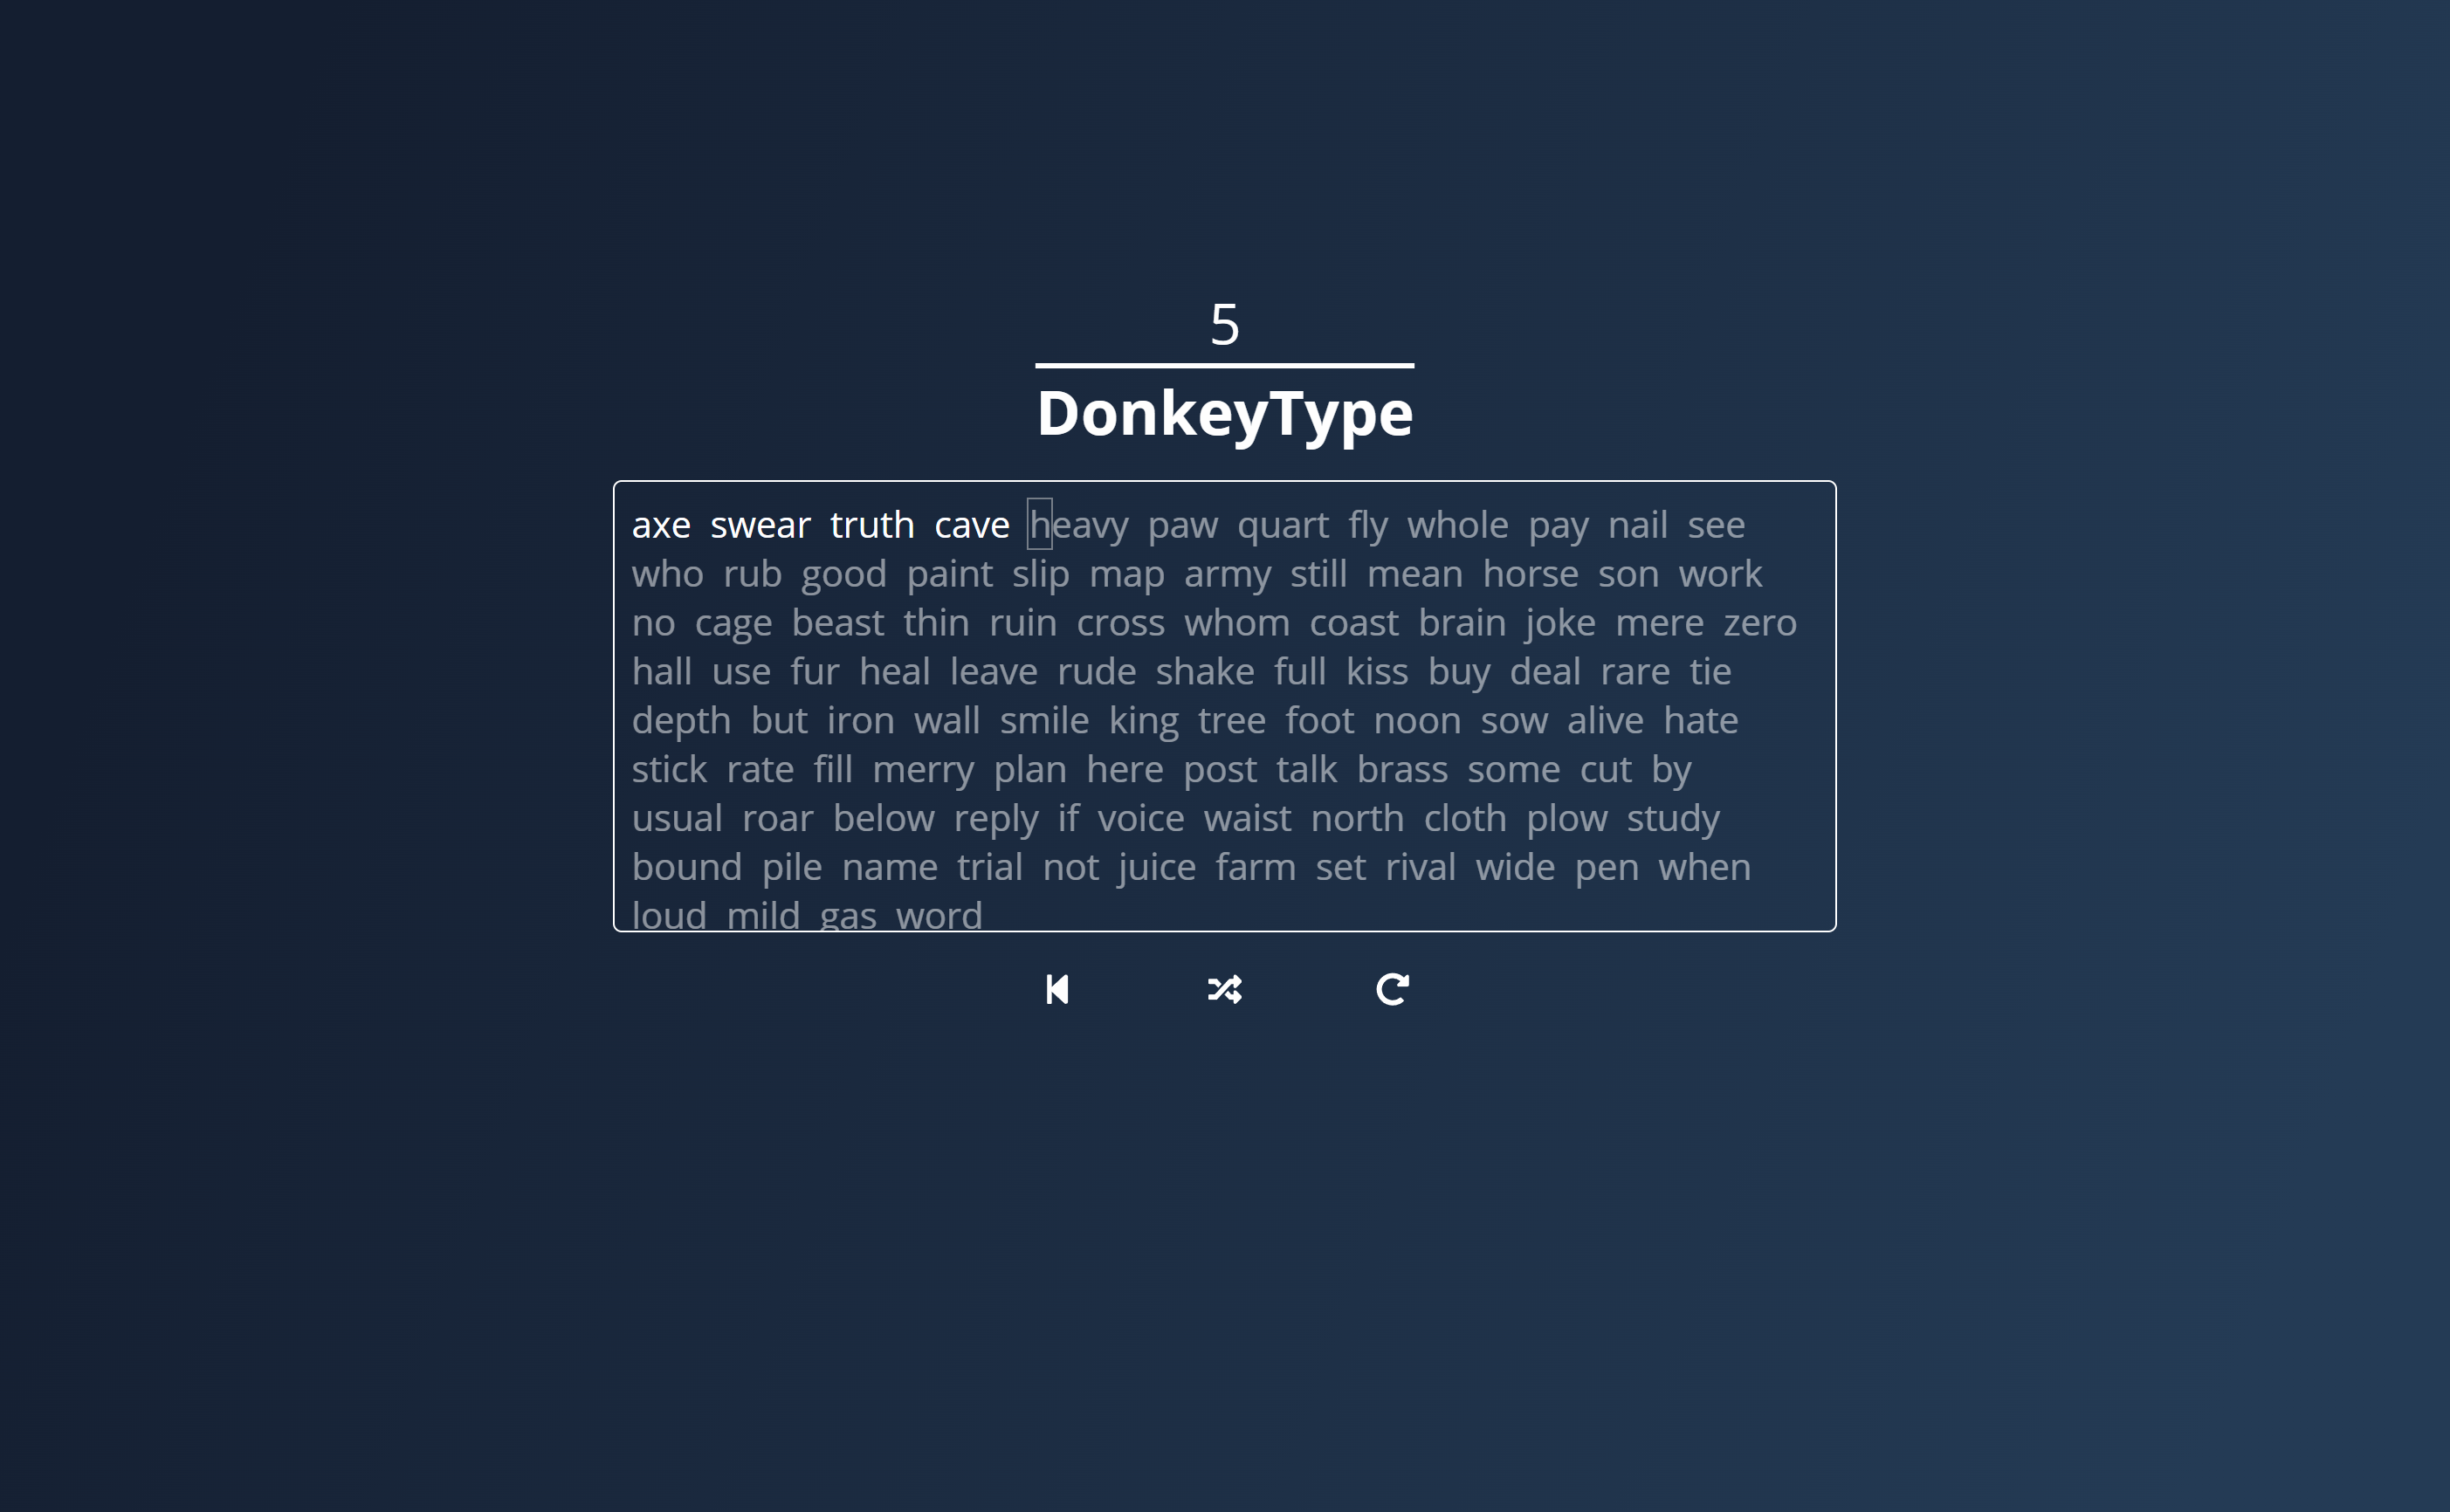 5
DonkeyType
axe swear truth cave heavy paw quart fly whole pay nail see
who rub good paint slip map army still mean horse son work
no cage beast thin ruin cross whom coast brain joke mere zero
hall use fur heal leave rude shake full kiss buy deal rare tie
depth but iron wall smile king tree foot noon sow alive hate
stick rate fill merry plan here post talk brass some cut by
usual roar below reply if voice waist north cloth plow study
bound pile name trial not juice farm set rival wide pen when
loud mild gas word